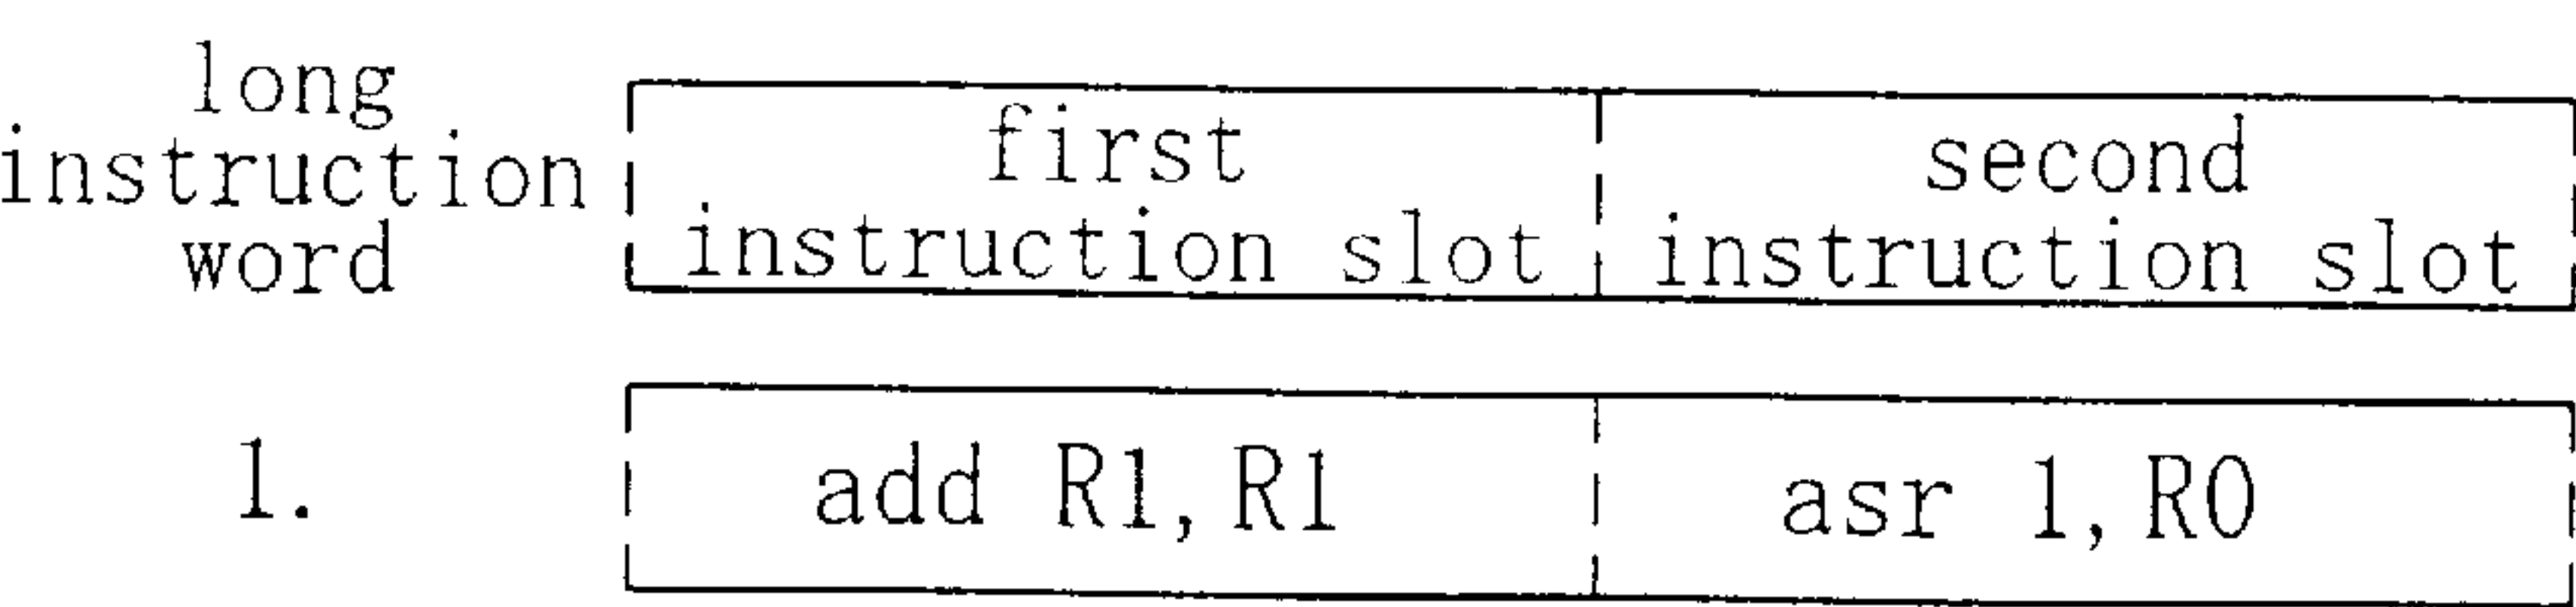 long
instruction
word
first
instruction slot
second
instruction slot
1.
add R1,R1
asr 1,R0